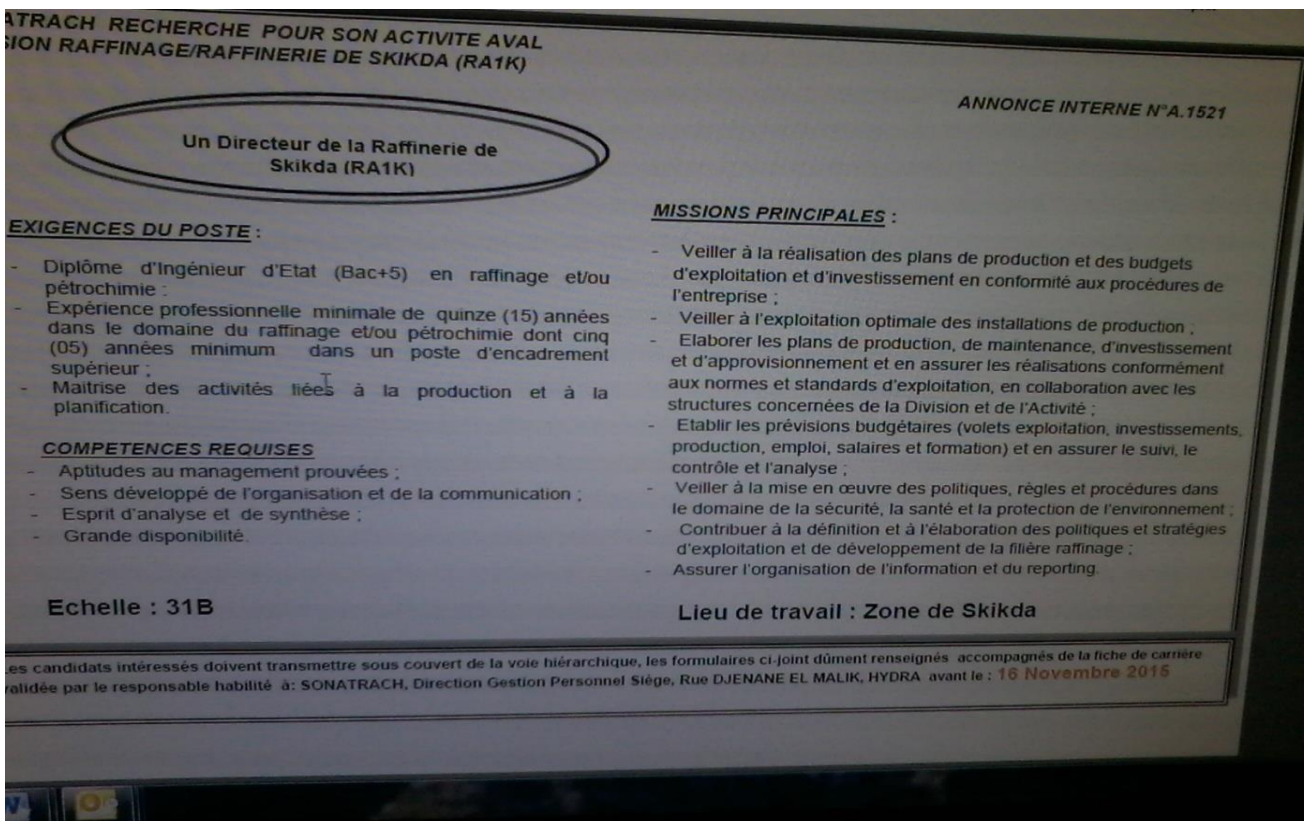 ATRACH RECHERCHE POUR SON ACTIVITE AVAL
SION RAFFINAGE/RAFFINERIE DE SKIKDA (RA1K)
ANNONCE INTERNE N°A.1521
Un Directeur de la Raffinerie de
Skikda (RA1K)
EXIGENCES DU POSTE :
- Diplôme d'Ingénieur d'Etat (Bac+5) en raffinage et/ou
pétrochimie ;
- Expérience professionnelle minimale de quinze (15) années
dans le domaine du raffinage et/ou pétrochimie dont cinq
(05) années minimum dans un poste d'encadrement
supérieur ;
- Maitrise des activités liées à la production et à la
planification.
COMPETENCES REQUISES
- Aptitudes au management prouvées ;
- Sens développé de l'organisation et de la communication ;
- Esprit d'analyse et de synthèse ;
- Grande disponibilité.
Echelle : 31B
MISSIONS PRINCIPALES :
- Veiller à la réalisation des plans de production et des budgets
d'exploitation et d'investissement en conformité aux procédures de
l'entreprise ;
- Veiller à l'exploitation optimale des installations de production ;
- Elaborer les plans de production, de maintenance, d'investissement
et d'approvisionnement et en assurer les réalisations conformément
aux normes et standards d'exploitation, en collaboration avec les
structures concernées de la Division et de l'Activité ;
- Etablir les prévisions budgétaires (volets exploitation, investissements,
production, emploi, salaires et formation) et en assurer le suivi, le
contrôle et l'analyse ;
- Veiller à la mise en œuvre des politiques, règles et procédures dans
le domaine de la sécurité, la santé et la protection de l'environnement ;
- Contribuer à la définition et à l'élaboration des politiques et stratégies
d'exploitation et de développement de la filière raffinage ;
- Assurer l'organisation de l'information et du reporting.
Lieu de travail : Zone de Skikda
es candidats intéressés doivent transmettre sous couvert de la voie hiérarchique, les formulaires ci-joint dûment renseignés accompagnés de la fiche de carrière
validée par le responsable habilité à: SONATRACH, Direction Gestion Personnel Siège, Rue DJENANE EL MALIK, HYDRA avant le : 16 Novembre 2015